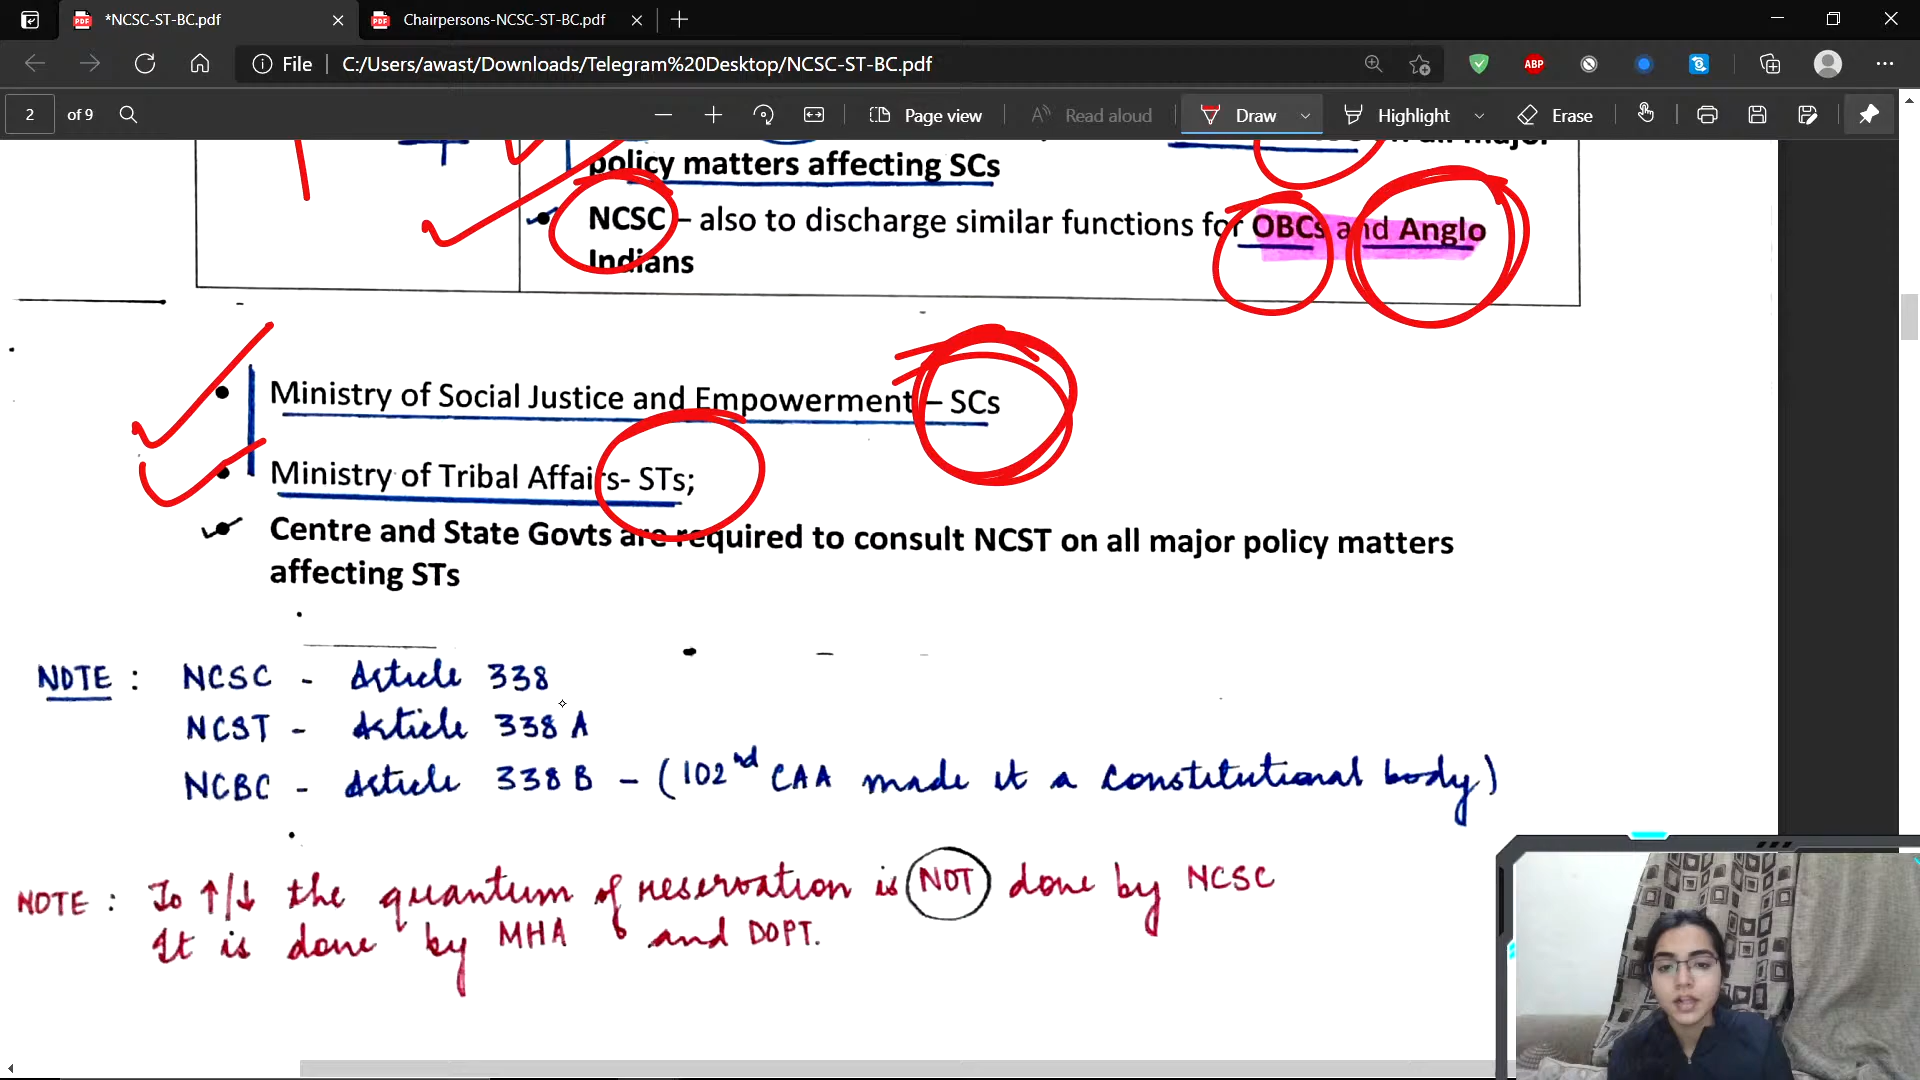 *NCSC-ST-BC.pdf
Chairpersons-NCSC-ST-BC.pdf
File
C:/Users/awast/Downloads/Telegram%20Desktop/NCSC-ST-BC.pdf
ABP
2 of 9
Page view
Read aloud
Draw
Highlight
Erase
policy matters affecting SCs
NCSC – also to discharge similar functions for OBCs and Anglo
Indians
Ministry of Social Justice and Empowerment – SCs
Ministry of Tribal Affairs- STs;
Centre and State Govts are required to consult NCST on all major policy matters
affecting STs
NOTE : NCSC - Article 338
NCST - Article 338 A
NCBC - Article 338 B - (102nd CAA made it a constitutional body)
NOTE : To ↑/↓ the quantum of reservation is NOT done by NCSC
It is done by MHA and DOPT.